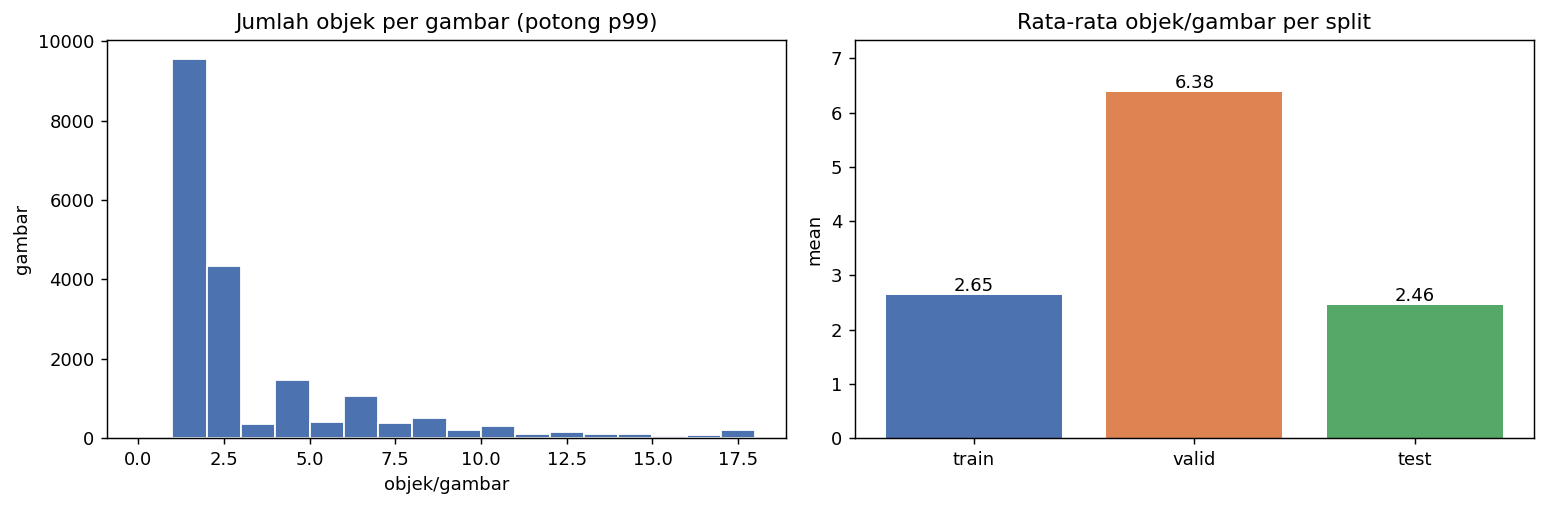 Jumlah objek per gambar (potong p99)
10000
8000
6000
4000
2000
0
gambar
0.0 2.5 5.0 7.5 10.0 12.5 15.0 17.5
objek/gambar
Rata-rata objek/gambar per split
7
6
5
4
3
2
1
0
mean
2.65
6.38
2.46
train valid test